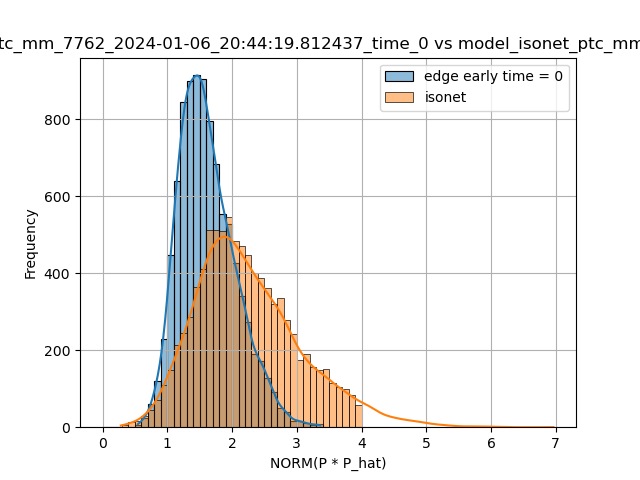 tc_mm_7762_2024-01-06_20:44:19.812437_time_0 vs model_isonet_ptc_mm
edge early time = 0
isonet
Frequency
800
600
400
200
0
0 1 2 3 4 5 6 7
NORM(P * P_hat)